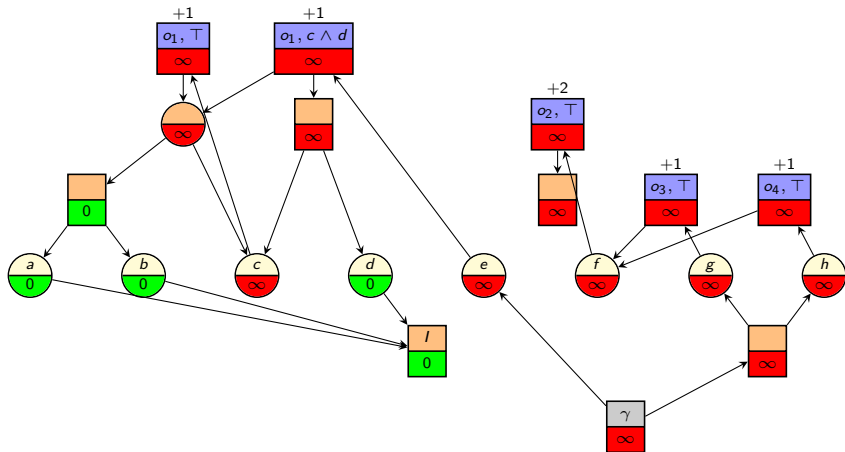 +1 +1
o1, ⊤ o1, c ∧ d
∞ ∞
+2
o2, ⊤
∞ ∞ ∞
+1 +1
o3, ⊤ o4, ⊤
0 ∞ ∞ ∞
a b c d e f g h
0 0 ∞ 0 ∞ ∞ ∞ ∞
I
0 ∞
γ
∞